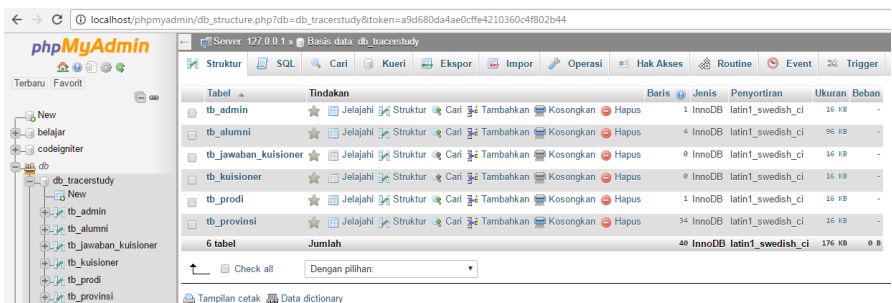 localhost/phpmyadmin/db_structure.php?db=db_tracerstudy&token=a9d680da4ae0cffe4210360c4f802b44
phpMyAdmin
Terbaru Favorit
New
belajar
codeigniter
db
db_tracerstudy
New
tb_admin
tb_alumni
tb_jawaban_kuisioner
tb_kuisioner
tb_prodi
tb_provinsi
Server: 127.0.0.1 » Basis data: db_tracerstudy
Struktur SQL Cari Kueri Ekspor Impor Operasi Hak Akses Routine Event Trigger
Tabel Tindakan Baris Jenis Penyortiran Ukuran Beban
tb_admin Jelajahi Struktur Cari Tambahkan Kosongkan Hapus 1 InnoDB latin1_swedish_ci 16 KB -
tb_alumni Jelajahi Struktur Cari Tambahkan Kosongkan Hapus 4 InnoDB latin1_swedish_ci 96 KB -
tb_jawaban_kuisioner Jelajahi Struktur Cari Tambahkan Kosongkan Hapus 0 InnoDB latin1_swedish_ci 16 KB -
tb_kuisioner Jelajahi Struktur Cari Tambahkan Kosongkan Hapus 0 InnoDB latin1_swedish_ci 16 KB -
tb_prodi Jelajahi Struktur Cari Tambahkan Kosongkan Hapus 1 InnoDB latin1_swedish_ci 16 KB -
tb_provinsi Jelajahi Struktur Cari Tambahkan Kosongkan Hapus 34 InnoDB latin1_swedish_ci 16 KB -
6 tabel Jumlah 40 InnoDB latin1_swedish_ci 176 KB 0 B
Check all Dengan pilihan:
Tampilan cetak Data dictionary